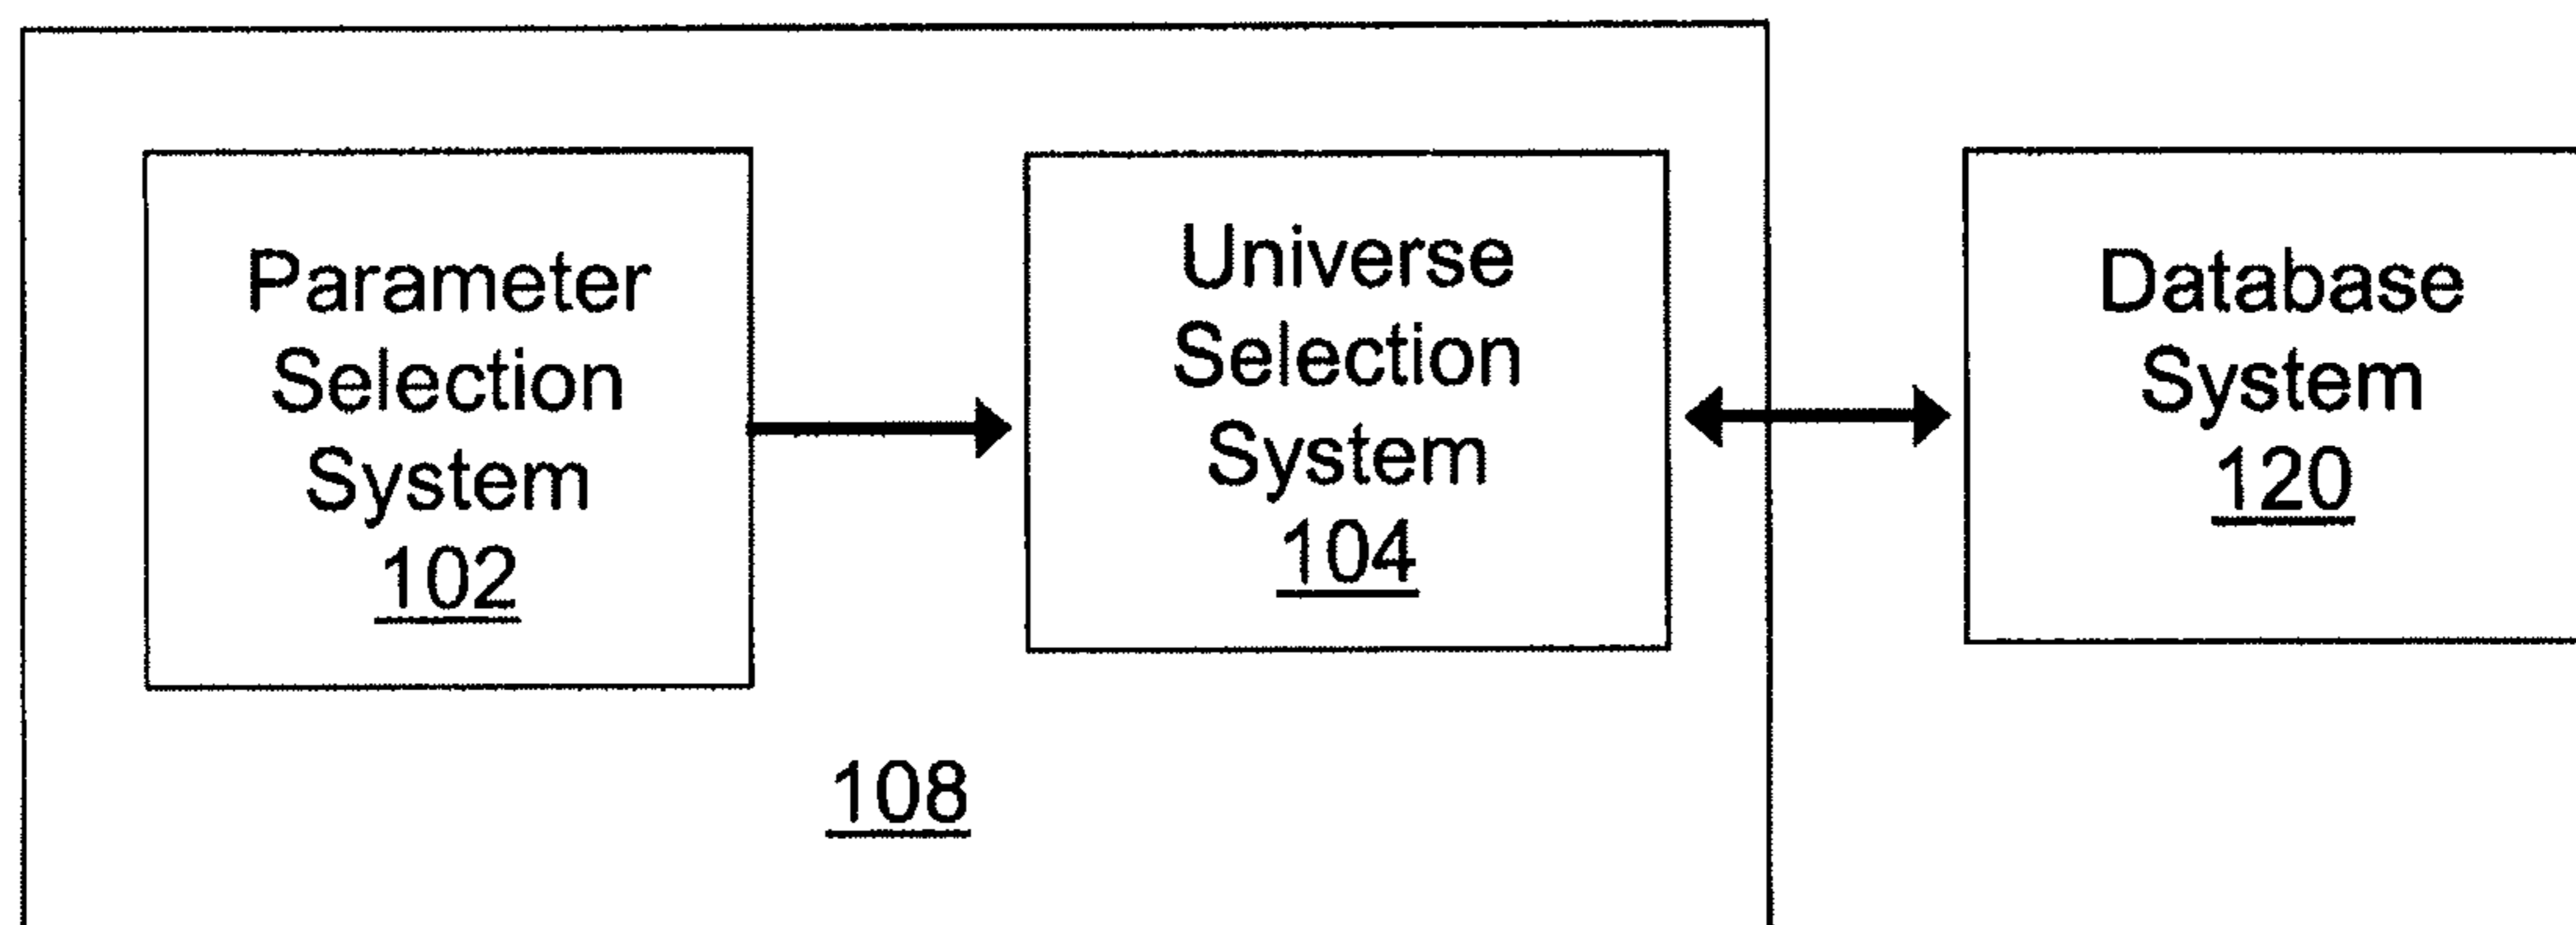 Parameter
Selection
System
102
Universe
Selection
System
104
Database
System
120
108